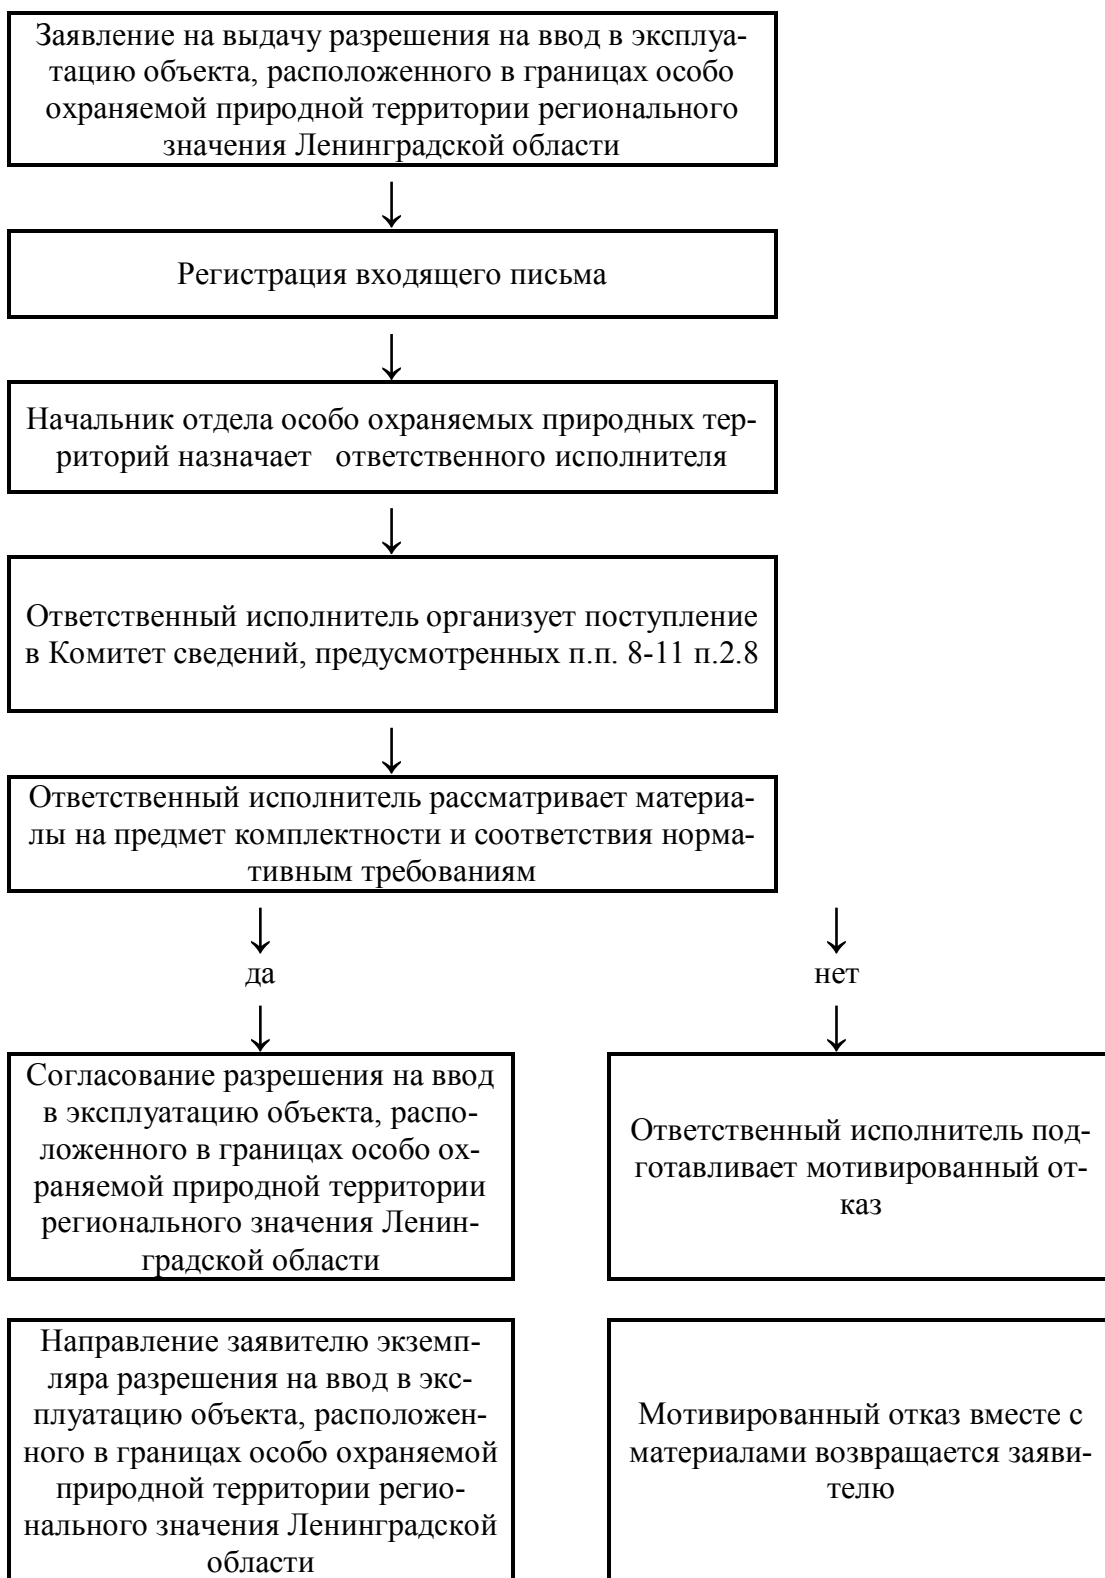 Заявление на выдачу разрешения на ввод в эксплуа-
тацию объекта, расположенного в границах особо
охраняемой природной территории регионального
значения Ленинградской области
Регистрация входящего письма
Начальник отдела особо охраняемых природных тер-
риторий назначает ответственного исполнителя
Ответственный исполнитель организует поступление
в Комитет сведений, предусмотренных п.п. 8-11 п.2.8
Ответственный исполнитель рассматривает материа-
лы на предмет комплектности и соответствия норма-
тивным требованиям
да
нет
Согласование разрешения на ввод
в эксплуатацию объекта, распо-
ложенного в границах особо ох-
раняемой природной территории
регионального значения Ленин-
градской области
Ответственный исполнитель под-
готавливает мотивированный от-
каз
Направление заявителю экземп-
ляра разрешения на ввод в экс-
плуатацию объекта, расположен-
ного в границах особо охраняемой
природной территории регио-
нального значения Ленинградской
области
Мотивированный отказ вместе с
материалами возвращается заяви-
телю